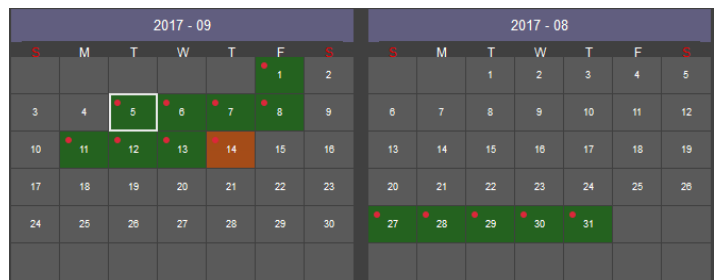 2017 - 09
S M T W T F S
1 2
3 4 5 6 7 8 9
10 11 12 13 14 15 16
17 18 19 20 21 22 23
24 25 26 27 28 29 30
2017 - 08
S M T W T F S
1 2 3 4 5
6 7 8 9 10 11 12
13 14 15 16 17 18 19
20 21 22 23 24 25 26
27 28 29 30 31